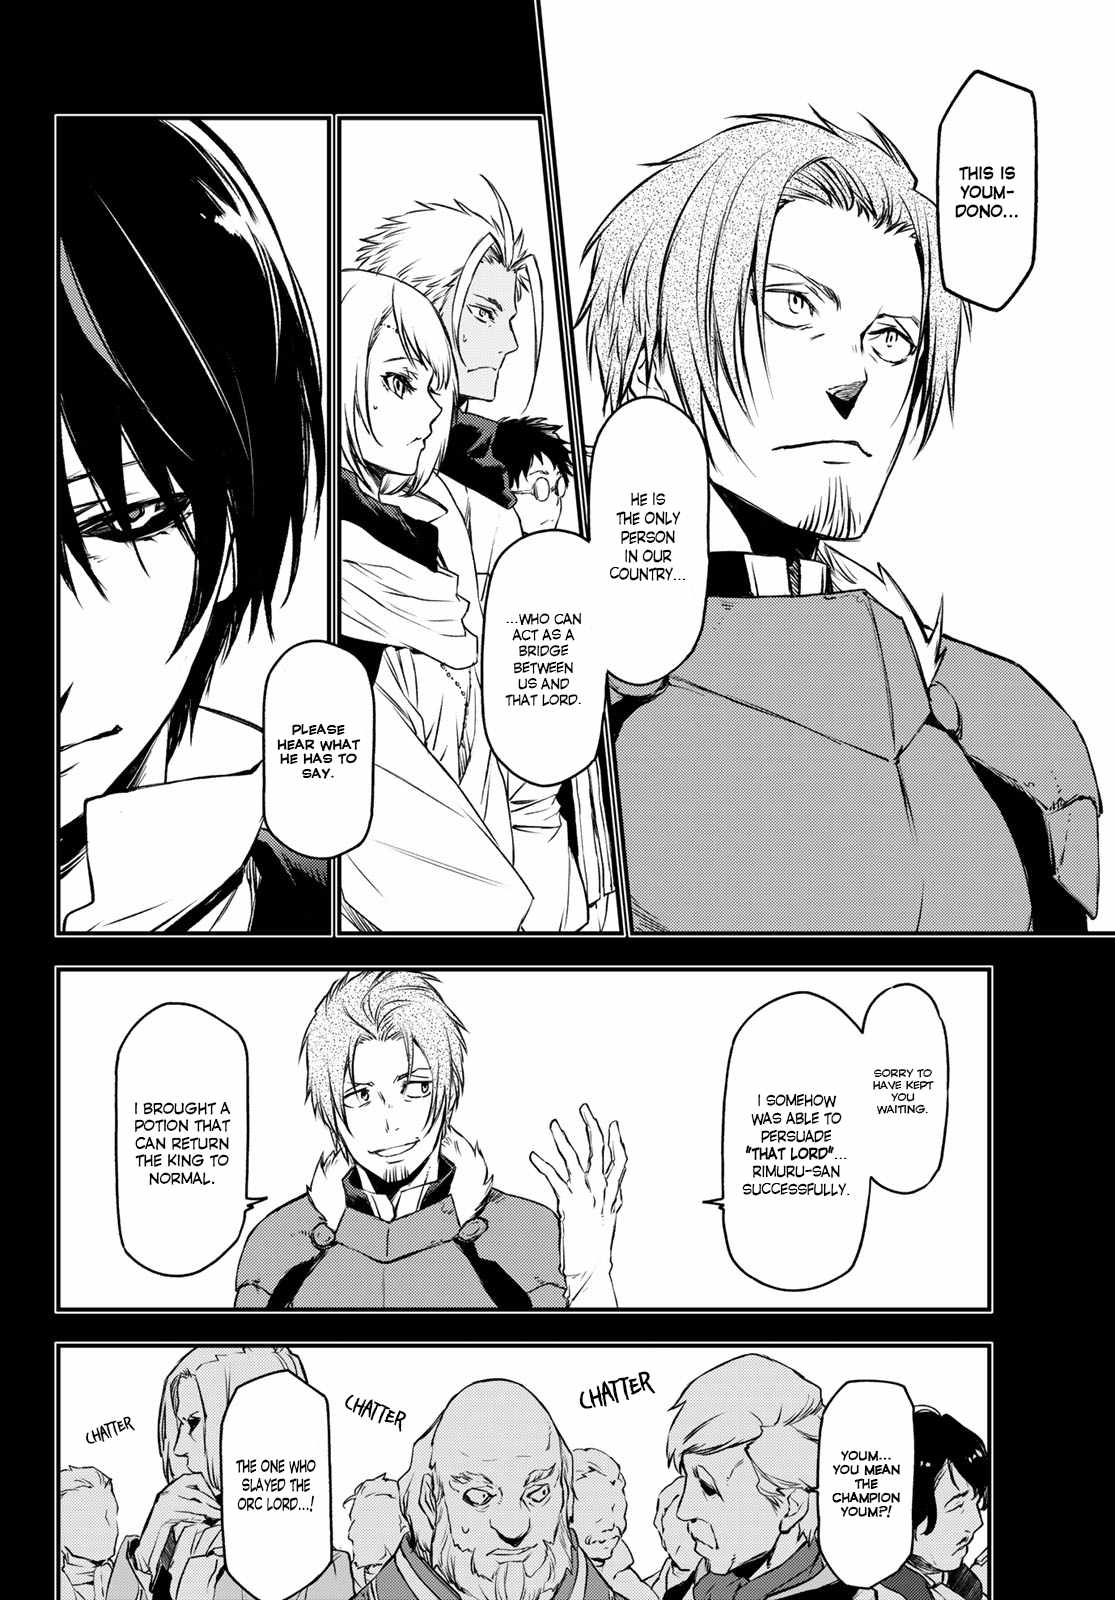 THIS IS
YOUM-
DONO...
HE IS
THE ONLY
PERSON
IN OUR
COUNTRY...
...WHO CAN
ACT AS A
BRIDGE
BETWEEN
US AND
THAT LORD.
PLEASE
HEAR WHAT
HE HAS TO
SAY.
SORRY TO
HAVE KEPT
YOU
WAITING.
I SOMEHOW
WAS ABLE TO
PERSUADE
"THAT LORD"...
RIMURU-SAN
SUCCESSFULLY.
I BROUGHT A
POTION THAT
CAN RETURN
THE KING TO
NORMAL.
YOUM...
YOU MEAN
THE
CHAMPION
YOUM?!
CHATTER
CHATTER
THE ONE WHO
SLAYED THE
ORC LORD...!
CHATTER